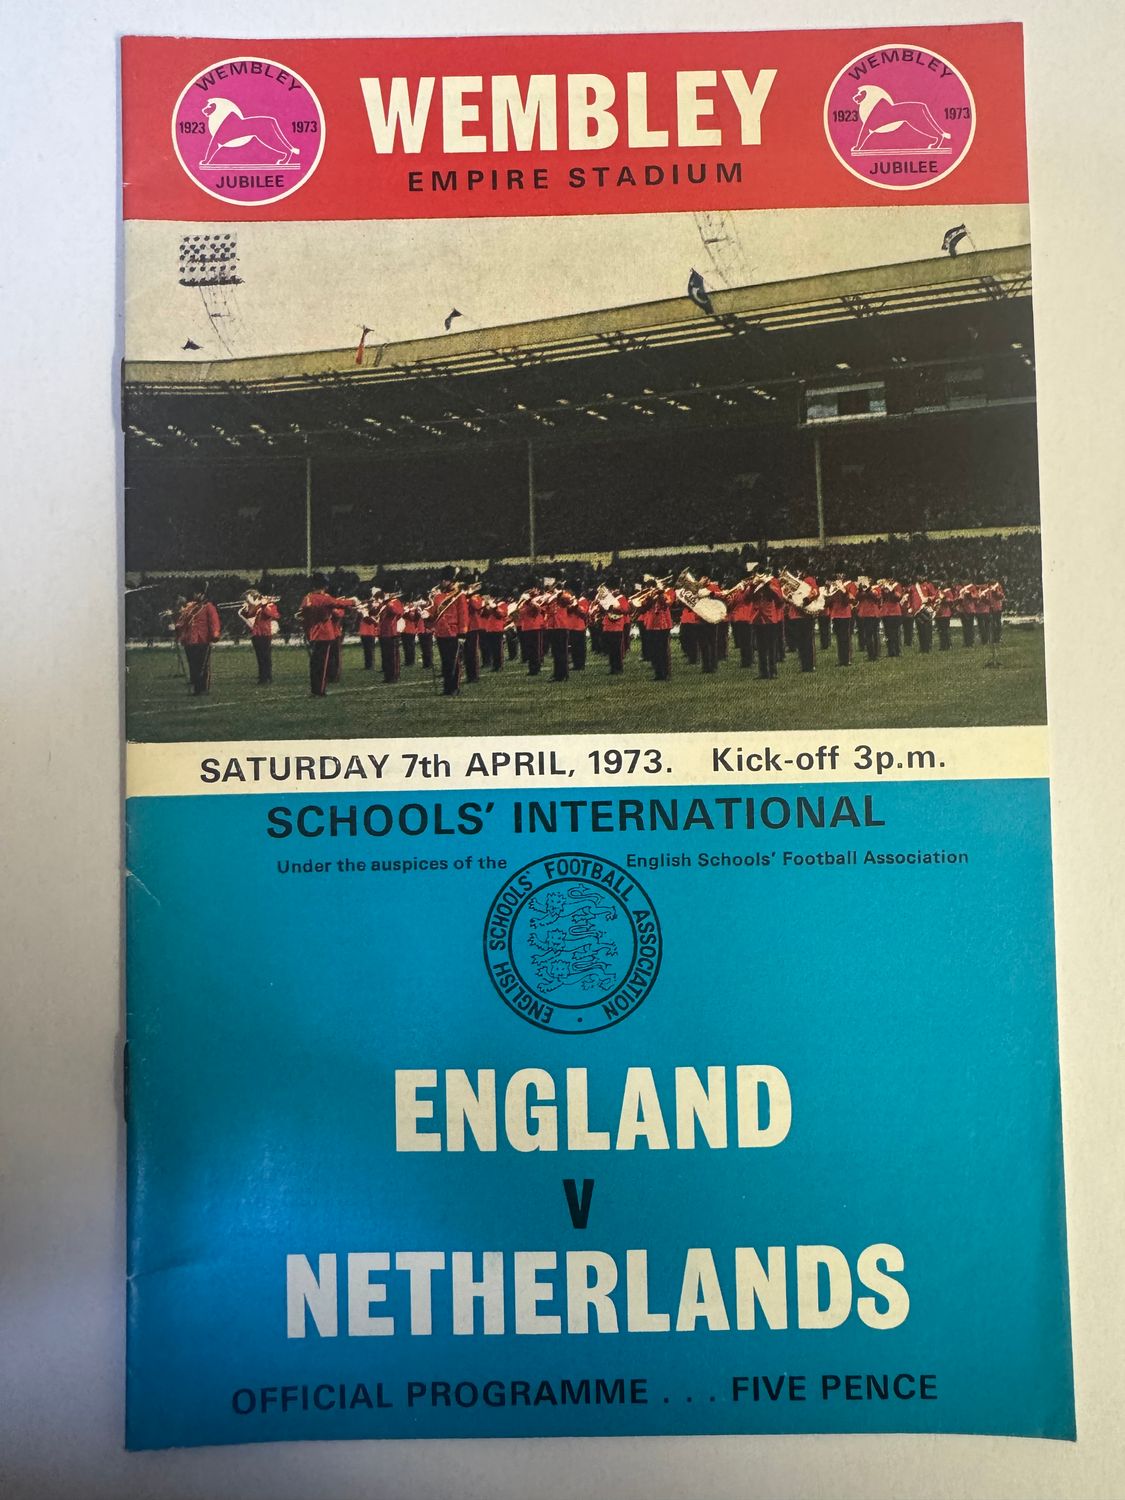 WEMBLEY
1923 1973
JUBILEE
WEMBLEY
EMPIRE STADIUM
WEMBLEY
1923 1973
JUBILEE
SATURDAY 7th APRIL, 1973. Kick-off 3p.m.
SCHOOLS' INTERNATIONAL
Under the auspices of the English Schools' Football Association
ENGLISH SCHOOLS' FOOTBALL ASSOCIATION ·
ENGLAND
V
NETHERLANDS
OFFICIAL PROGRAMME . . . FIVE PENCE